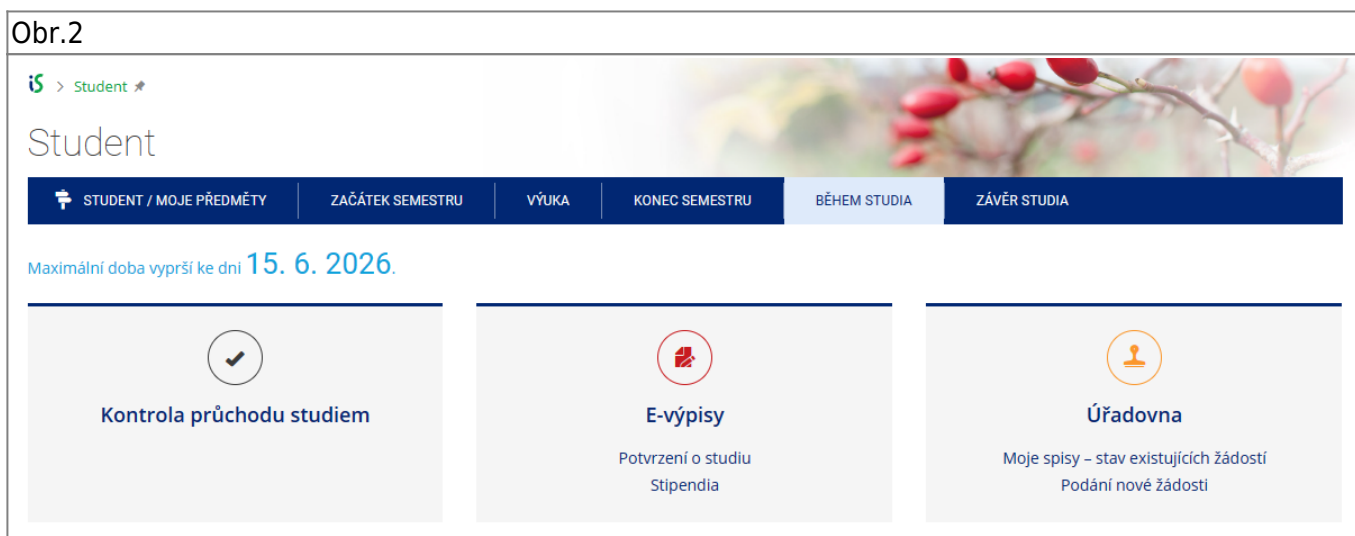 Obr.2
iS > Student
Student
STUDENT / MOJE PŘEDMĚTY ZAČÁTEK SEMESTRU VÝUKA KONEC SEMESTRU BĚHEM STUDIA ZÁVĚR STUDIA
Maximální doba vyprší ke dni 15. 6. 2026.
Kontrola průchodu studiem
E-výpisy
Potvrzení o studiu
Stipendia
Úřadovna
Moje spisy – stav existujících žádostí
Podání nové žádosti